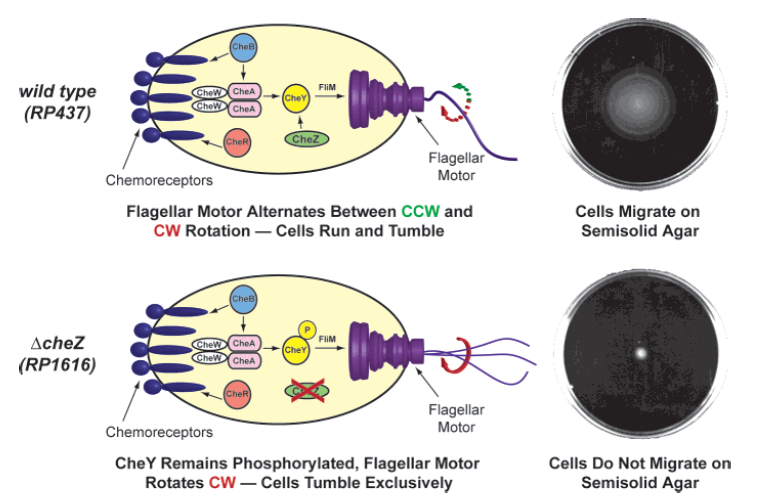 wild type
(RP437)
CheB
CheW
CheA
CheW
CheA
CheY
FliM
CheZ
CheR
Chemoreceptors
Flagellar
Motor
Flagellar Motor Alternates Between CCW and
CW Rotation — Cells Run and Tumble
Cells Migrate on
Semisolid Agar
ΔcheZ
(RP1616)
CheB
CheW
CheA
CheW
CheA
P
CheY
FliM
CheR
Chemoreceptors
Flagellar
Motor
CheY Remains Phosphorylated, Flagellar Motor
Rotates CW — Cells Tumble Exclusively
Cells Do Not Migrate on
Semisolid Agar